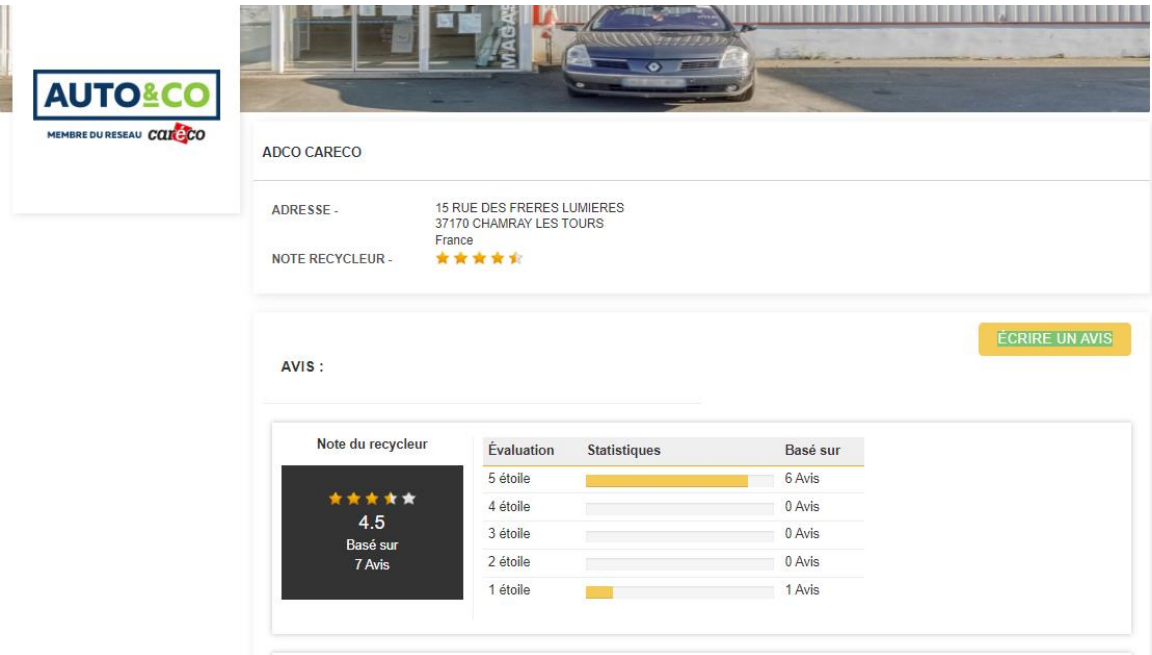 MAGAS
AUTO&CO
MEMBRE DU RESEAU careco
ADCO CARECO
ADRESSE -
15 RUE DES FRERES LUMIERES
37170 CHAMRAY LES TOURS
France
NOTE RECYCLEUR -
ÉCRIRE UN AVIS
AVIS :
Note du recycleur
4.5
Basé sur
7 Avis
Évaluation Statistiques Basé sur
5 étoile 6 Avis
4 étoile 0 Avis
3 étoile 0 Avis
2 étoile 0 Avis
1 étoile 1 Avis